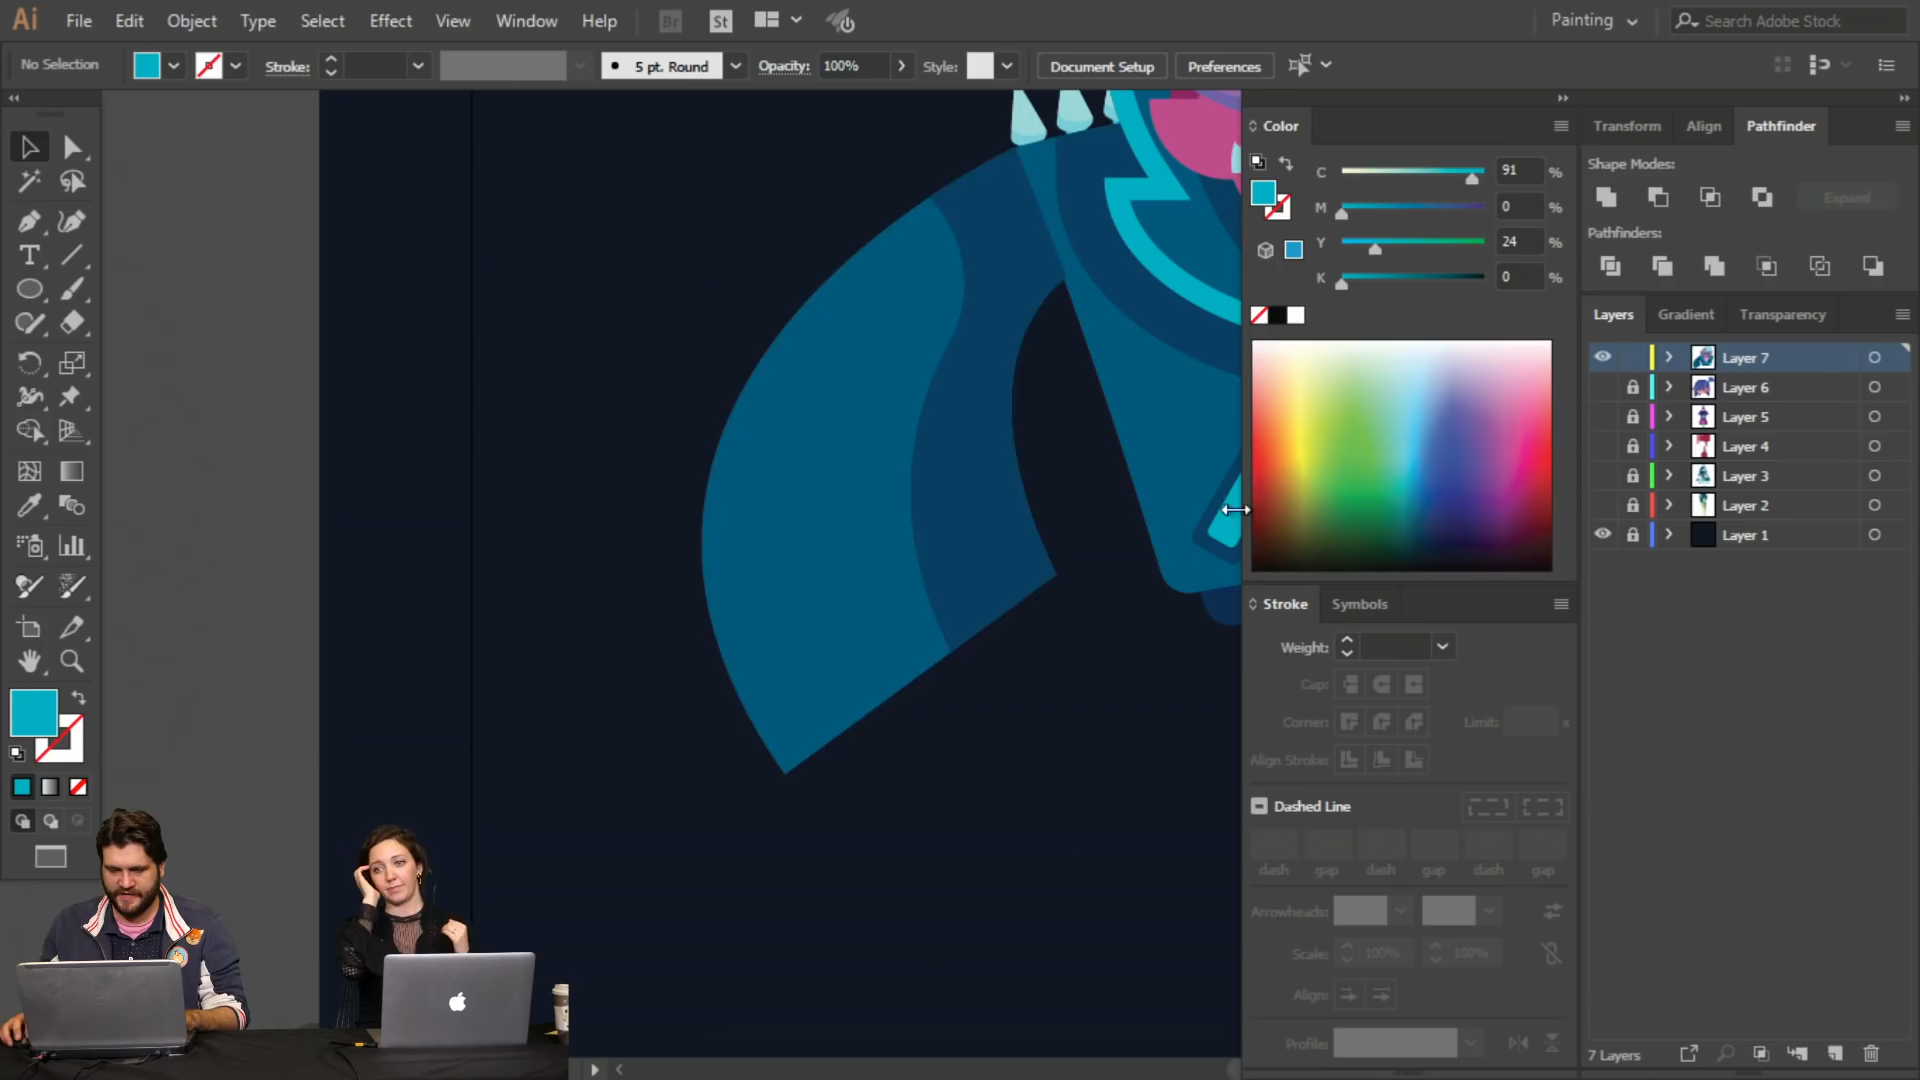 Ai File Edit Object Type Select Effect View Window Help Br St Painting Search Adobe Stock
No Selection Stroke: 5 pt. Round Opacity: 100% Style: Document Setup Preferences
Color
C 91 %
M 0 %
Y 24 %
K 0 %
Stroke Symbols
Weight:
Cap:
Corner: Limit: x
Align Stroke:
Dashed Line
dash gap dash gap dash gap
Arrowheads:
Scale: 100% 100%
Align:
Profile:
Transform Align Pathfinder
Shape Modes:
Expand
Pathfinders:
Layers Gradient Transparency
Layer 7
Layer 6
Layer 5
Layer 4
Layer 3
Layer 2
Layer 1
7 Layers
T